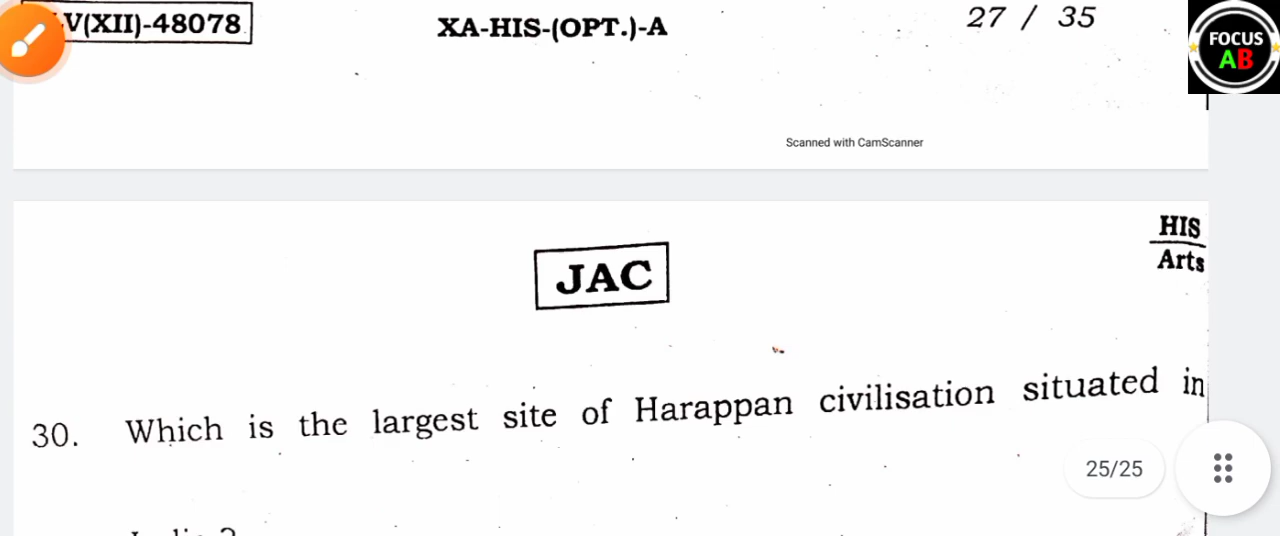 V(XII)-48078
XA-HIS-(OPT.)-A
27 / 35
FOCUS
AB
Scanned with CamScanner
HIS
Arts
JAC
30. Which is the largest site of Harappan civilisation situated in
25/25